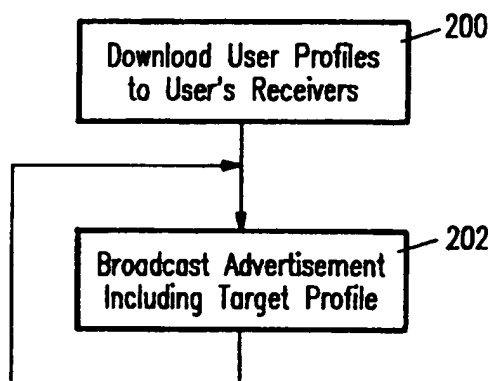 200
Download User Profiles
to User's Receivers
202
Broadcast Advertisement
Including Target Profile